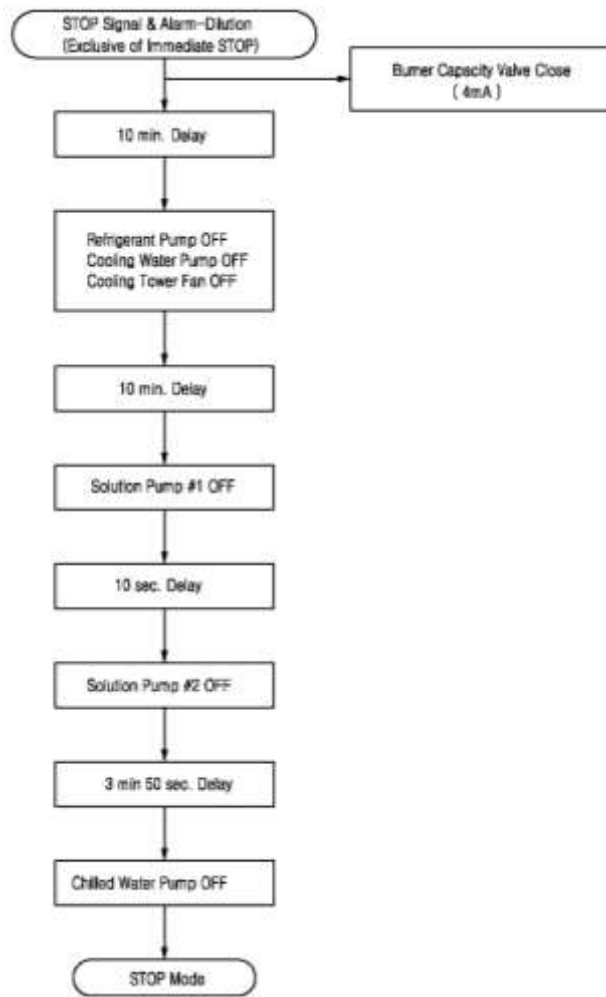 STOP Signal & Alarm-Dilution
(Exclusive of Immediate STOP)
Burner Capacity Valve Close
( 4mA )
10 min. Delay
Refrigerant Pump OFF
Cooling Water Pump OFF
Cooling Tower Fan OFF
10 min. Delay
Solution Pump #1 OFF
10 sec. Delay
Solution Pump #2 OFF
3 min 50 sec. Delay
Chilled Water Pump OFF
STOP Mode